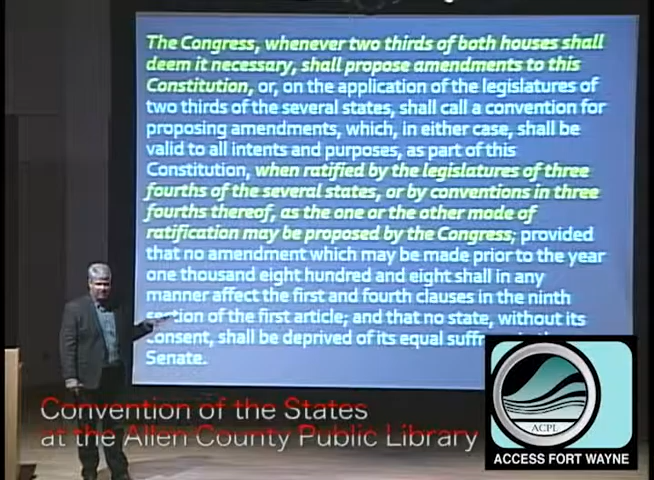 The Congress, whenever two thirds of both houses shall
deem it necessary, shall propose amendments to this
Constitution, or, on the application of the legislatures of
two thirds of the several states, shall call a convention for
proposing amendments, which, in either case, shall be
valid to all intents and purposes, as part of this
Constitution, when ratified by the legislatures of three
fourths of the several states, or by conventions in three
fourths thereof, as the one or the other mode of
ratification may be proposed by the Congress; provided
that no amendment which may be made prior to the year
one thousand eight hundred and eight shall in any
manner affect the first and fourth clauses in the ninth
section of the first article; and that no state, without its
consent, shall be deprived of its equal
Senate.
Convention of the States
at the Allen County Public Library
ACPL
ACCESS FORT WAYNE